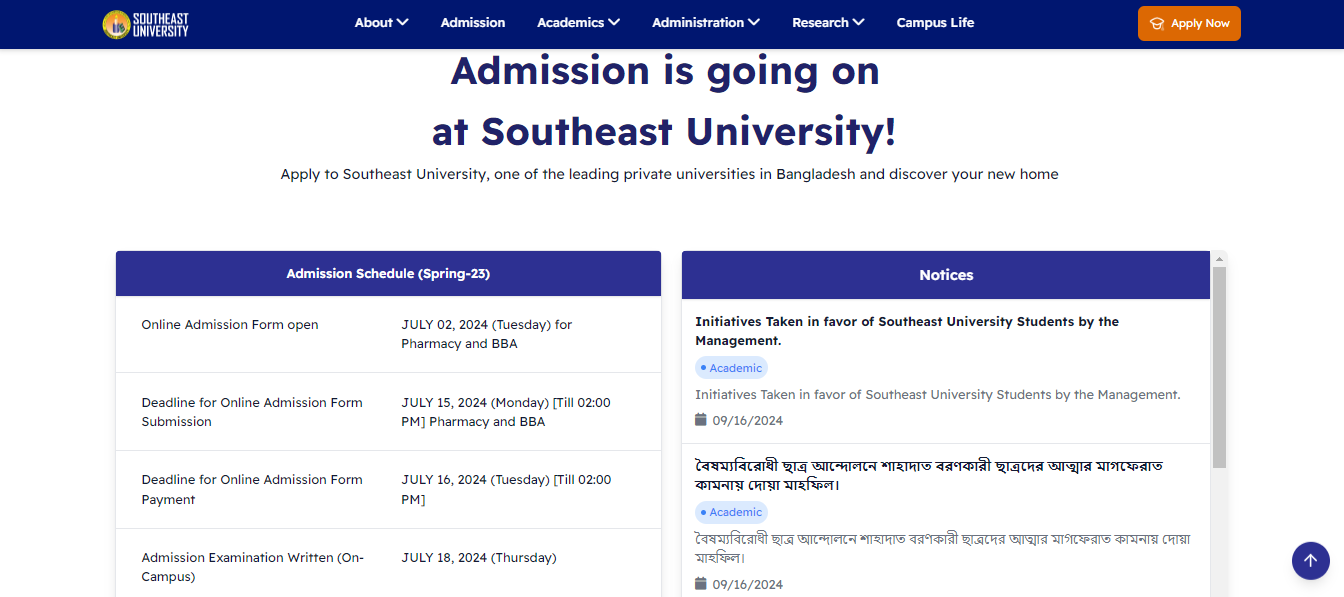 SOUTHEAST
UNIVERSITY
About
Admission
Academics
Administration
Research
Campus Life
Apply Now
Admission is going on
at Southeast University!
Apply to Southeast University, one of the leading private universities in Bangladesh and discover your new home
Admission Schedule (Spring-23)
Online Admission Form open
JULY 02, 2024 (Tuesday) for
Pharmacy and BBA
Deadline for Online Admission Form
Submission
JULY 15, 2024 (Monday) [Till 02:00
PM] Pharmacy and BBA
Deadline for Online Admission Form
Payment
JULY 16, 2024 (Tuesday) [Till 02:00
PM]
Admission Examination Written (On-
Campus)
JULY 18, 2024 (Thursday)
Notices
Initiatives Taken in favor of Southeast University Students by the
Management.
Academic
Initiatives Taken in favor of Southeast University Students by the Management.
09/16/2024
বৈষম্যবিরোধী ছাত্র আন্দোলনে শাহাদাত বরণকারী ছাত্রদের আত্মার মাগফেরাত
কামনায় দোয়া মাহফিল।
Academic
বৈষম্যবিরোধী ছাত্র আন্দোলনে শাহাদাত বরণকারী ছাত্রদের আত্মার মাগফেরাত কামনায় দোয়া
মাহফিল।
09/16/2024